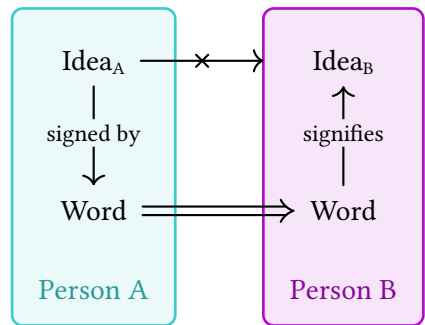 Idea_A Idea_B
signed by signifies
Word Word
Person A Person B